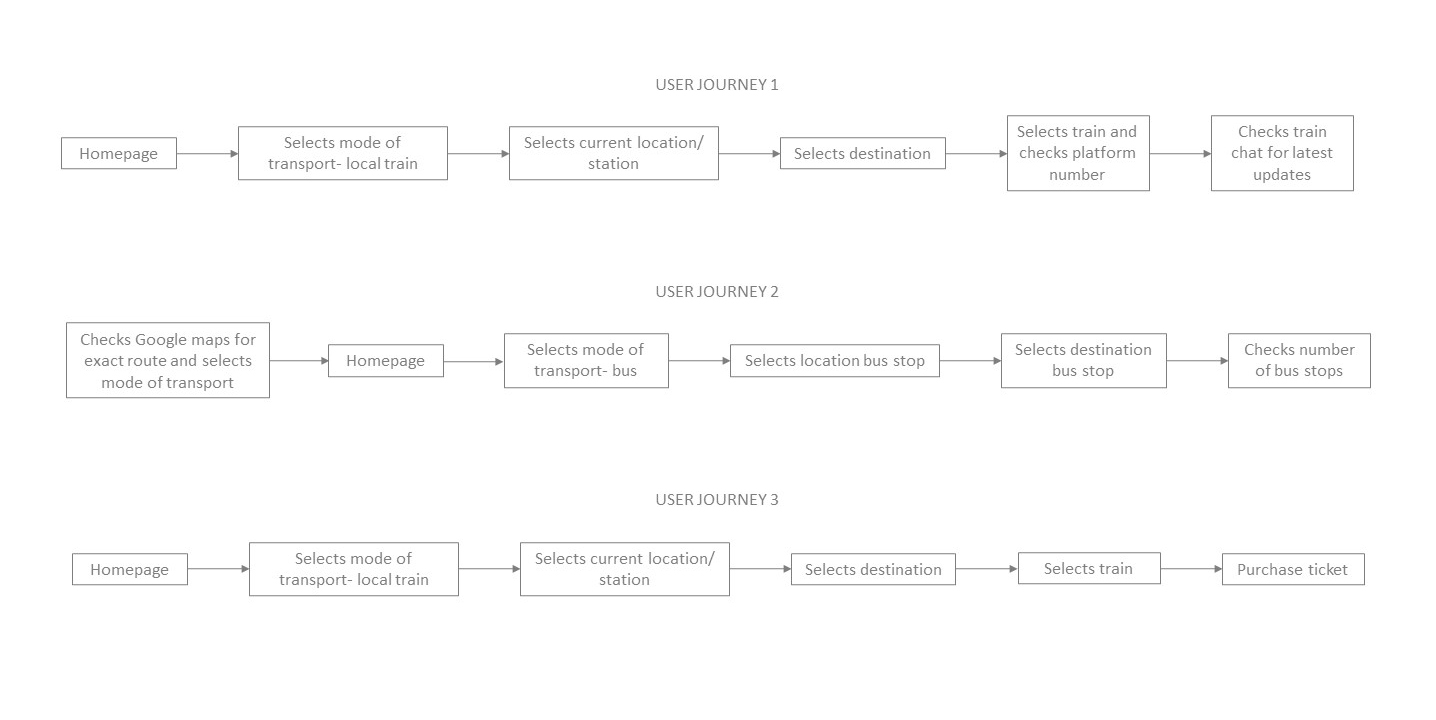 USER JOURNEY 1
Homepage
Selects mode of
transport- local train
Selects current location/
station
Selects destination
Selects train and
checks platform
number
Checks train
chat for latest
updates
USER JOURNEY 2
Checks Google maps for
exact route and selects
mode of transport
Homepage
Selects mode of
transport- bus
Selects location bus stop
Selects destination
bus stop
Checks number
of bus stops
USER JOURNEY 3
Homepage
Selects mode of
transport- local train
Selects current location/
station
Selects destination
Selects train
Purchase ticket